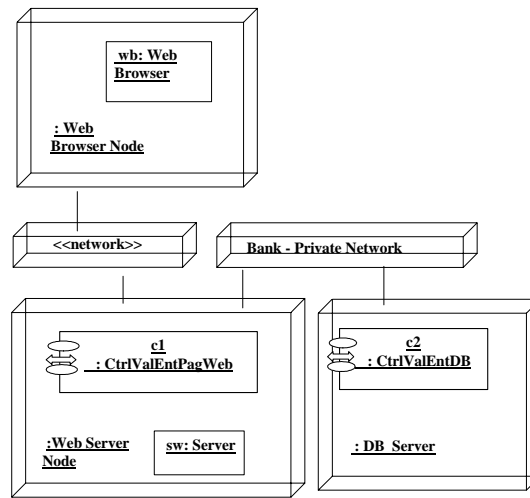 wb: Web
Browser
: Web
Browser Node
<<network>>
Bank - Private Network
c1
: CtrlValEntPagWeb
c2
: CtrlValEntDB
:Web Server
Node
sw: Server
: DB_Server